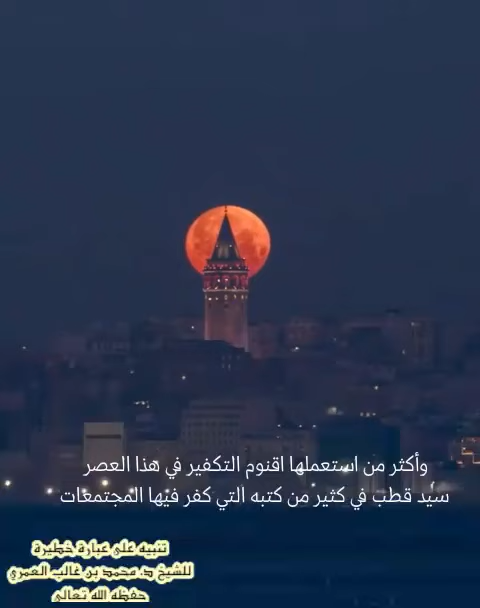 وأكثر من استعملها اقنوم التكفير في هذا العصر
سيد قطب في كثير من كتبه التي كفر فيها المجتمعات
تنبيه على عبارة خطيرة
للشيخ د. محمد بن غالب العمري
حفظه الله تعالى